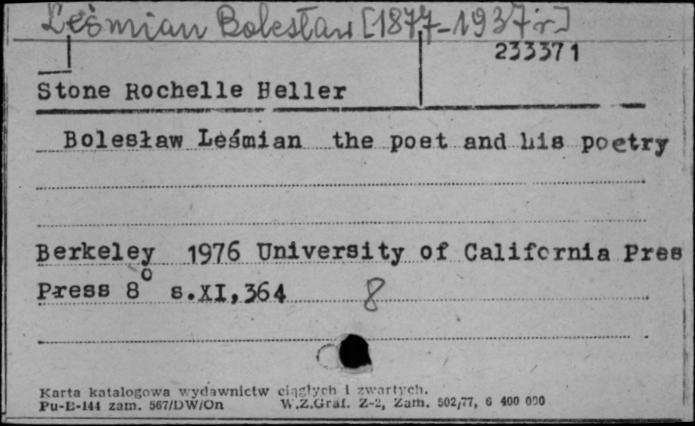 Leśmian Bolesław [1877-1937 r.]
233371
Stone Rochelle Heller
Bolesław Leśmian the poet and his poetry
Berkeley 1976 University of California Pres
Press 8° s.XI,364 8
Karta katalogowa wydawnictw ciągłych i zwartych.
Pu-B-144 zam. 567/DW/On W.Z.Graf. Z-2, Zam. 502/77, 6 400 000